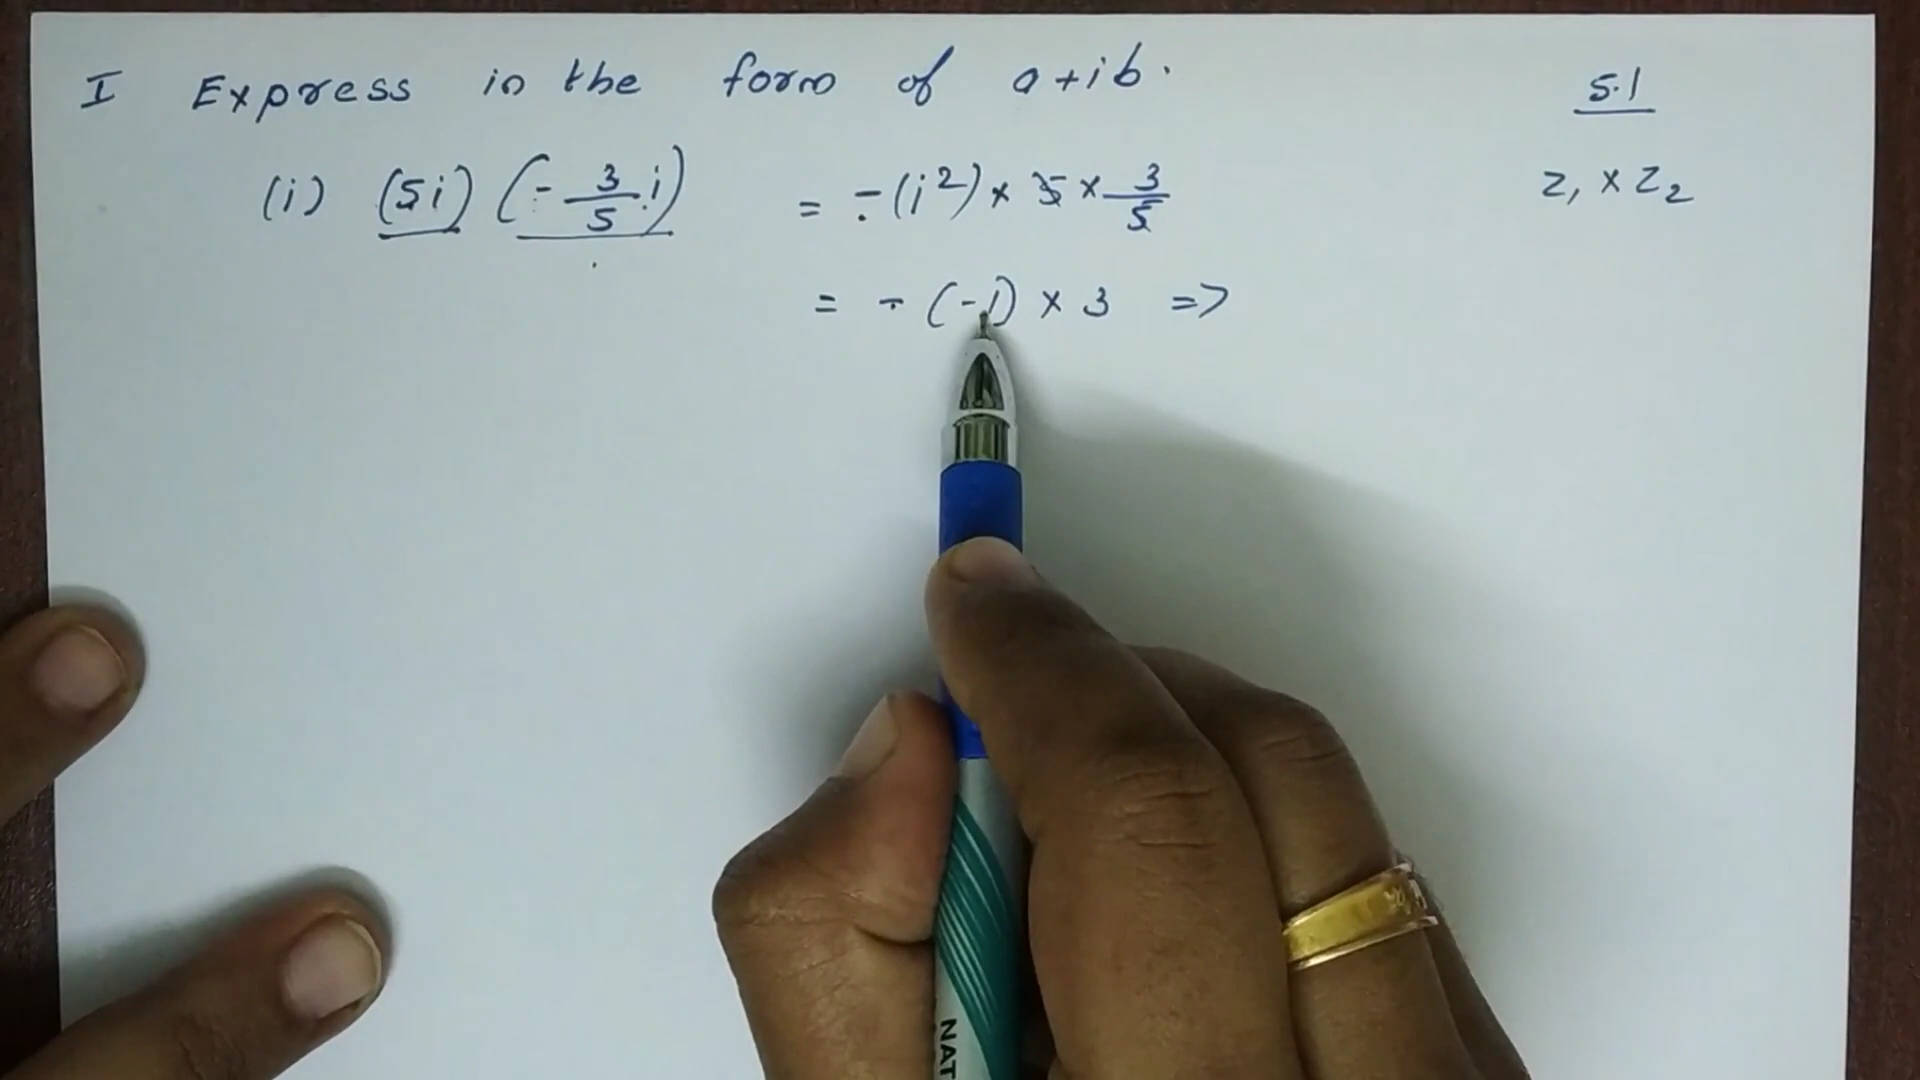 I Express in the form of a+ib. 5.1
(i) (5i) (-3/5 i) = -(i²) × 5 × 3/5 z₁ × z₂
= -(-1) × 3 =>
NAT